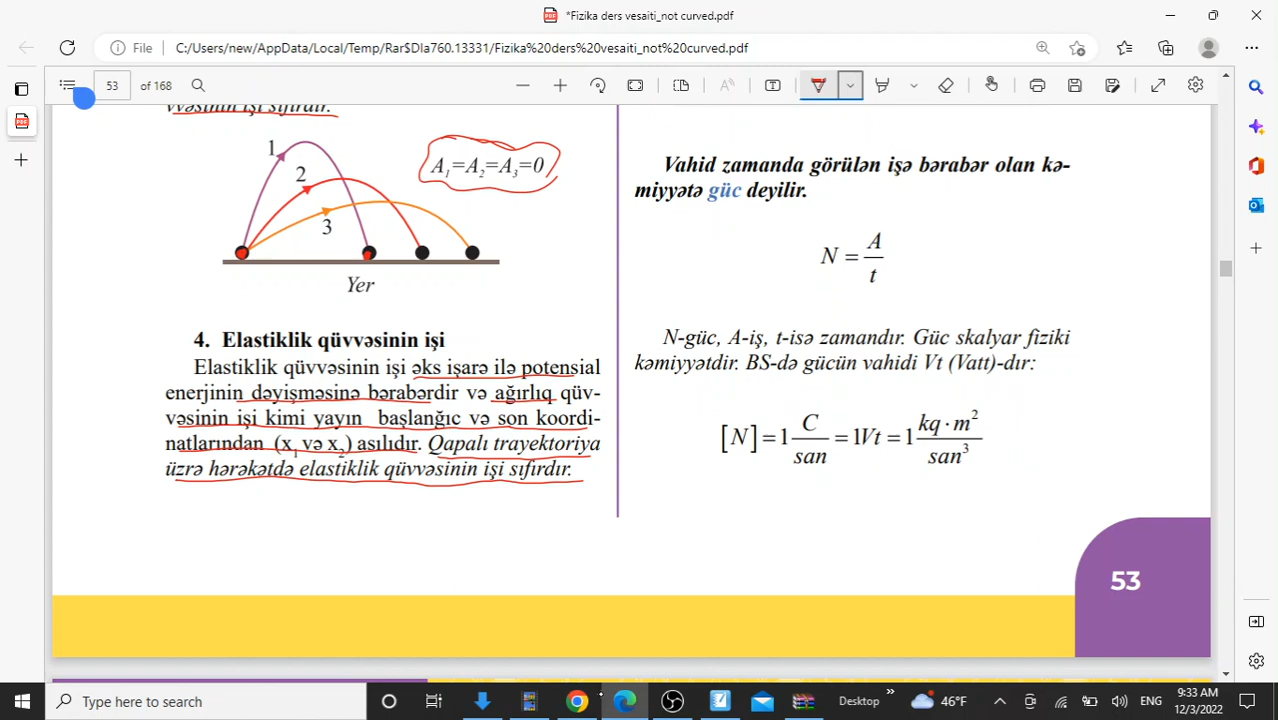 *Fizika ders vesaiti_not curved.pdf
File
C:/Users/new/AppData/Local/Temp/Rar$DIa760.13331/Fizika%20ders%20vesaiti_not%20curved.pdf
53 of 168
vvəsinin işi sıfırdır.
1
2
3
A₁=A₂=A₃=0
Yer
4. Elastiklik qüvvəsinin işi
Elastiklik qüvvəsinin işi əks işarə ilə potensial
enerjinin dəyişməsinə bərabərdir və ağırlıq qüv-
vəsinin işi kimi yayın başlanğıc və son koordi-
natlarından (x₁ və x₂) asılıdır. Qapalı trayektoriya
üzrə hərəkətdə elastiklik qüvvəsinin işi sıfırdır.
Vahid zamanda görülən işə bərabər olan kə-
miyyətə güc deyilir.
N = A/t
N-güc, A-iş, t-isə zamandır. Güc skalyar fiziki
kəmiyyətdir. BS-də gücün vahidi Vt (Vatt)-dır:
[N] = 1 C/san = 1Vt = 1 kq·m²/san³
53
Type here to search
Desktop
46°F
ENG
9:33 AM
12/3/2022